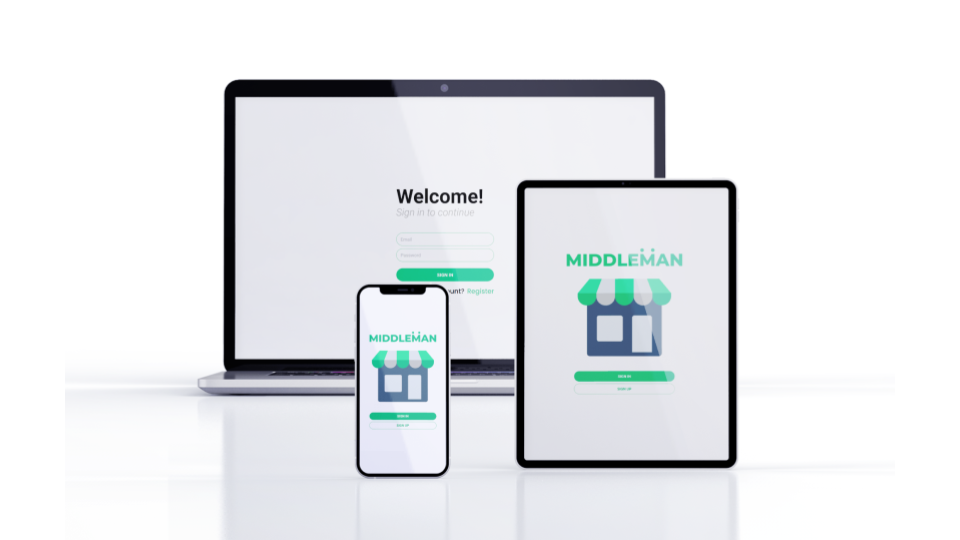 Welcome!
Sign in to continue
Email
Password
SIGN IN
unt? Register
MIDDLEMAN
SIGN IN
SIGN UP
MIDDLEMAN
SIGN IN
SIGN UP